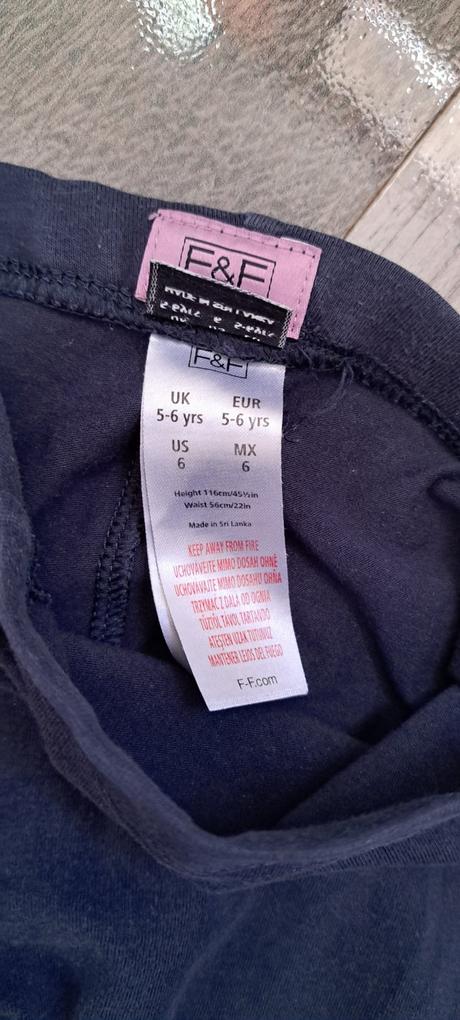 F&F
F&F
UK EUR
5-6 yrs 5-6 yrs
US MX
6 6
Height 116cm/45½in
Waist 56cm/22in
Made in Sri Lanka
KEEP AWAY FROM FIRE
UCHOVÁVEJTE MIMO DOSAH OHNĚ
UCHOVÁVAJTE MIMO DOSAHU OHŇA
TRZYMAĆ Z DALA OD OGNIA
TŰZTŐL TÁVOL TARTANDÓ
ATEŞTEN UZAK TUTUNUZ
MANTENER LEJOS DEL FUEGO
F-F.com